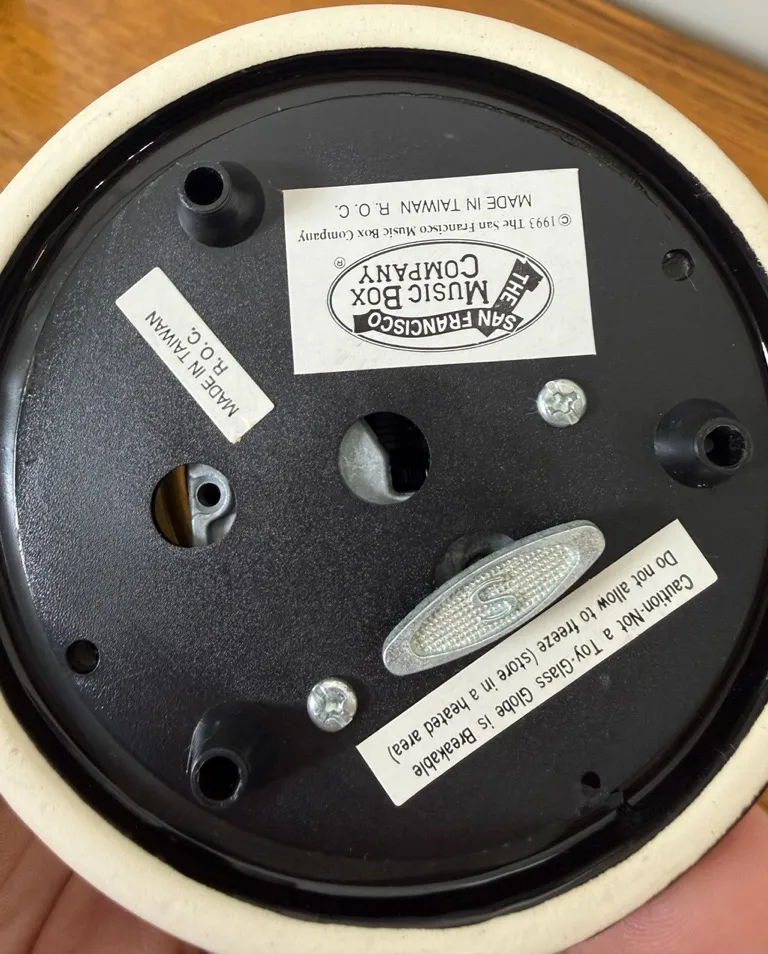 THE
SAN FRANCISCO
MUSIC BOX
COMPANY
®
© 1993 The San Francisco Music Box Company
MADE IN TAIWAN R.O.C.
MADE IN TAIWAN
R.O.C.
S
Caution-Not a Toy-Glass Globe is Breakable
Do not allow to freeze (store in a heated area)